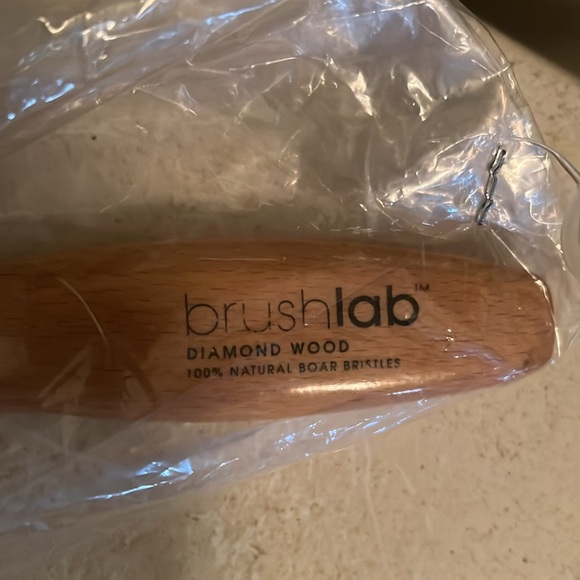 brushlab™
DIAMOND WOOD
100% NATURAL BOAR BRISTLES